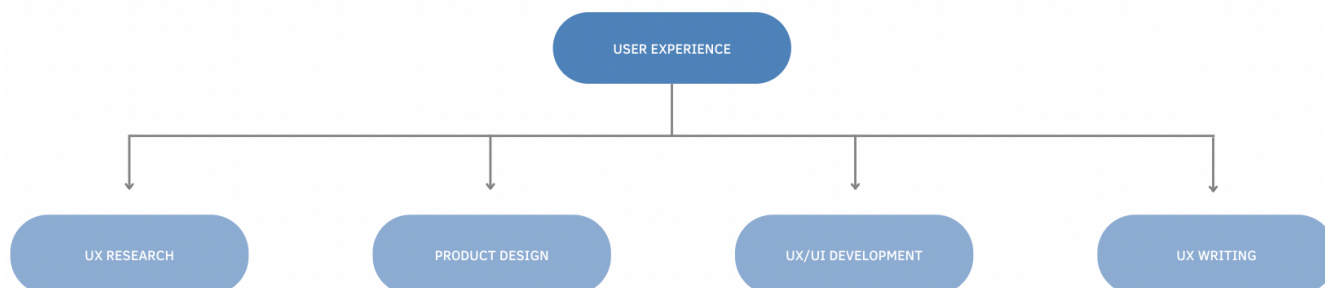 USER EXPERIENCE
UX RESEARCH
PRODUCT DESIGN
UX/UI DEVELOPMENT
UX WRITING